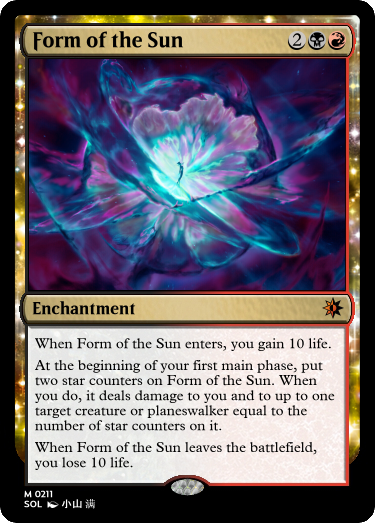 Form of the Sun 2
Enchantment
When Form of the Sun enters, you gain 10 life.
At the beginning of your first main phase, put
two star counters on Form of the Sun. When
you do, it deals damage to you and to up to one
target creature or planeswalker equal to the
number of star counters on it.
When Form of the Sun leaves the battlefield,
you lose 10 life.
M 0211
SOL 小山 满